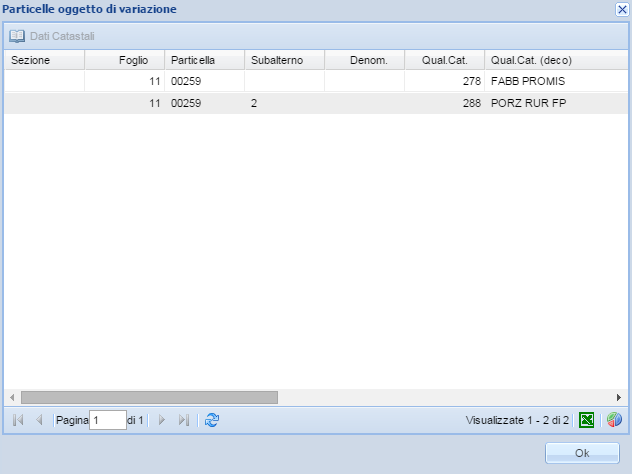 Particelle oggetto di variazione
Dati Catastali
Sezione Foglio Particella Subalterno Denom. Qual.Cat. Qual.Cat. (deco)
11 00259 278 FABB PROMIS
11 00259 2 288 PORZ RUR FP
Pagina 1 di 1 Visualizzate 1 - 2 di 2
Ok